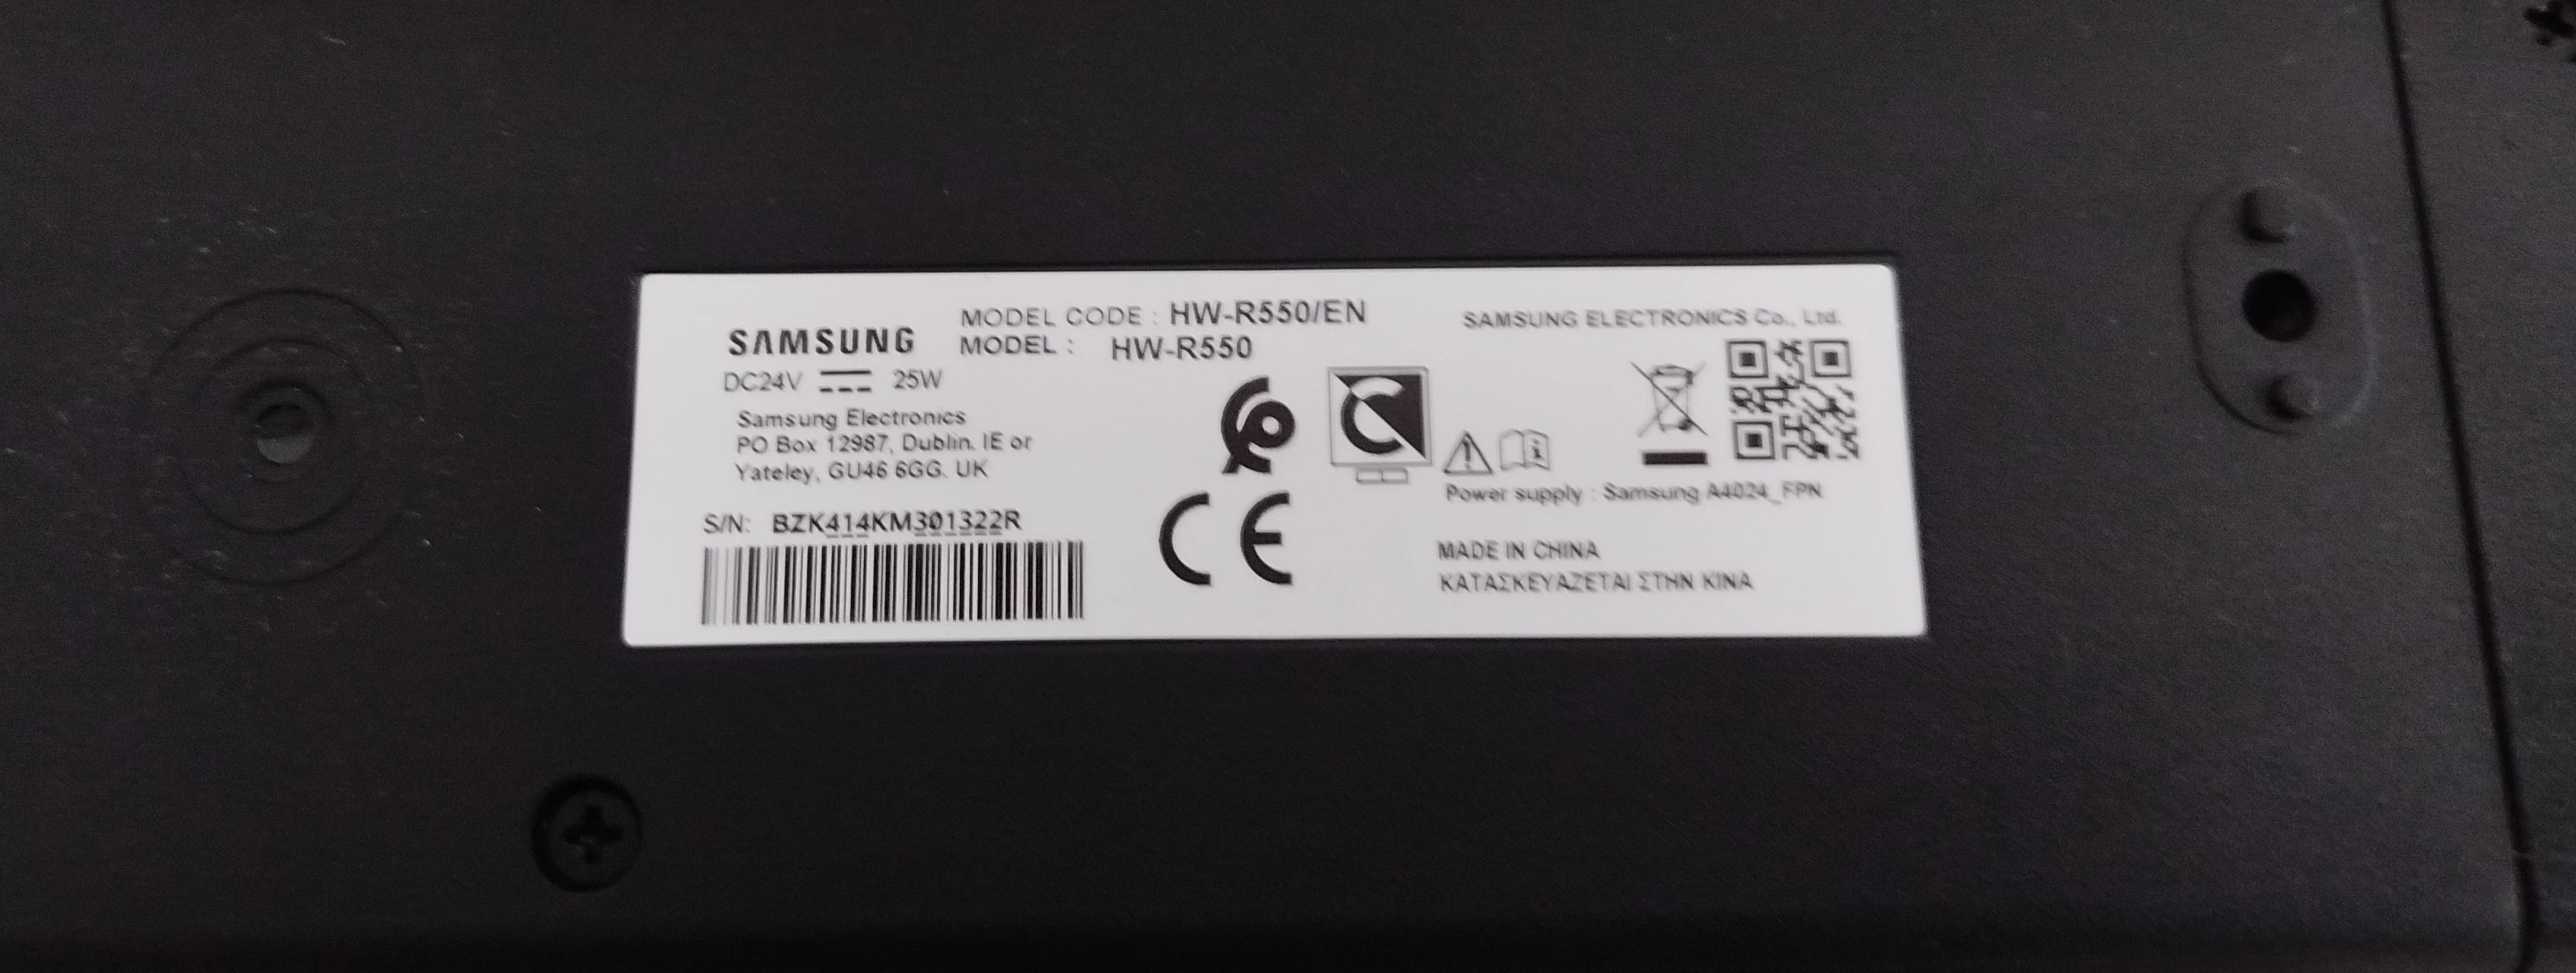 SAMSUNG
MODEL CODE : HW-R550/EN
MODEL : HW-R550
DC24V 25W
Samsung Electronics
PO Box 12987, Dublin. IE or
Yateley, GU46 6GG. UK
S/N: BZK414KM301322R
CE
SAMSUNG ELECTRONICS Co., Ltd.
Power supply : Samsung A4024_FPN
MADE IN CHINA
ΚΑΤΑΣΚΕΥΑΖΕΤΑΙ ΣΤΗΝ ΚΙΝΑ